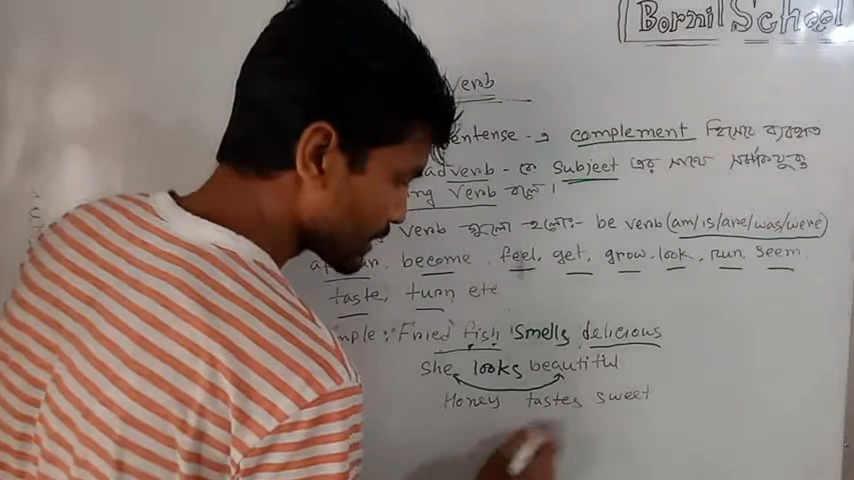 Bornil School
Verb
sentense - এ complement হিসেবে ব্যবহৃত
adverb - কে subject এর সাথে সম্পর্কযুক্ত
Verb বলে।
verb গুলো হলো:- be verb (am/is/are/was/were)
become, feel, get, grow, look, run, seem
taste, turn etc
Fried fish smells delicious
She looks beautiful
Honey tastes sweet